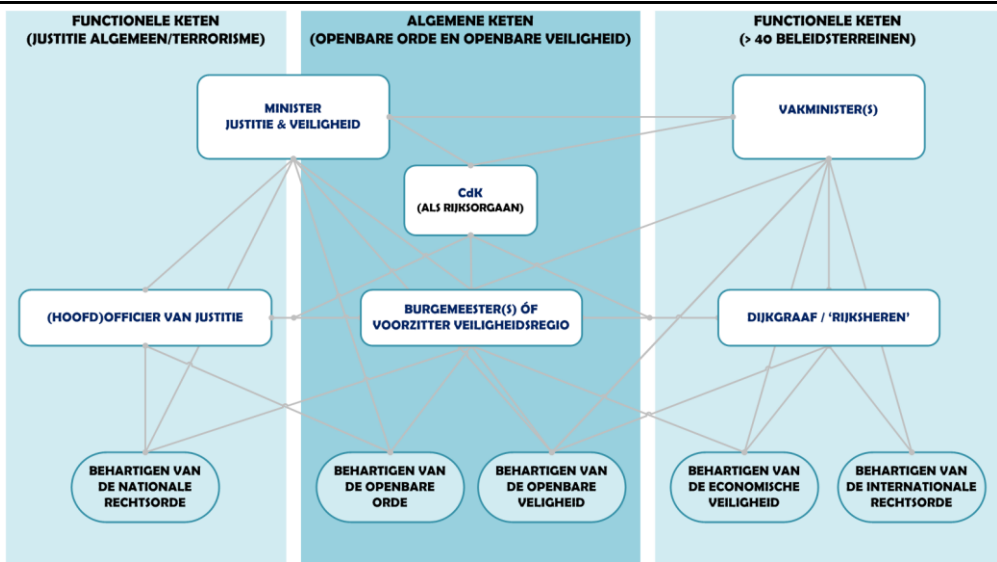 FUNCTIONELE KETEN
(JUSTITIE ALGEMEEN/TERRORISME)
ALGEMENE KETEN
(OPENBARE ORDE EN OPENBARE VEILIGHEID)
FUNCTIONELE KETEN
(> 40 BELEIDSTERREINEN)
MINISTER
JUSTITIE & VEILIGHEID
VAKMINISTER(S)
CdK
(ALS RIJKSORGAAN)
(HOOFD)OFFICIER VAN JUSTITIE
BURGEMEESTER(S) ÓF
VOORZITTER VEILIGHEIDSREGIO
DIJKGRAAF / ‘RIJKSHEREN’
BEHARTIGEN VAN
DE NATIONALE
RECHTSORDE
BEHARTIGEN VAN
DE OPENBARE
ORDE
BEHARTIGEN VAN
DE OPENBARE
VELIGHEID
BEHARTIGEN VAN
DE ECONOMISCHE
VEILIGHEID
BEHARTIGEN VAN
DE INTERNATIONALE
RECHTSORDE